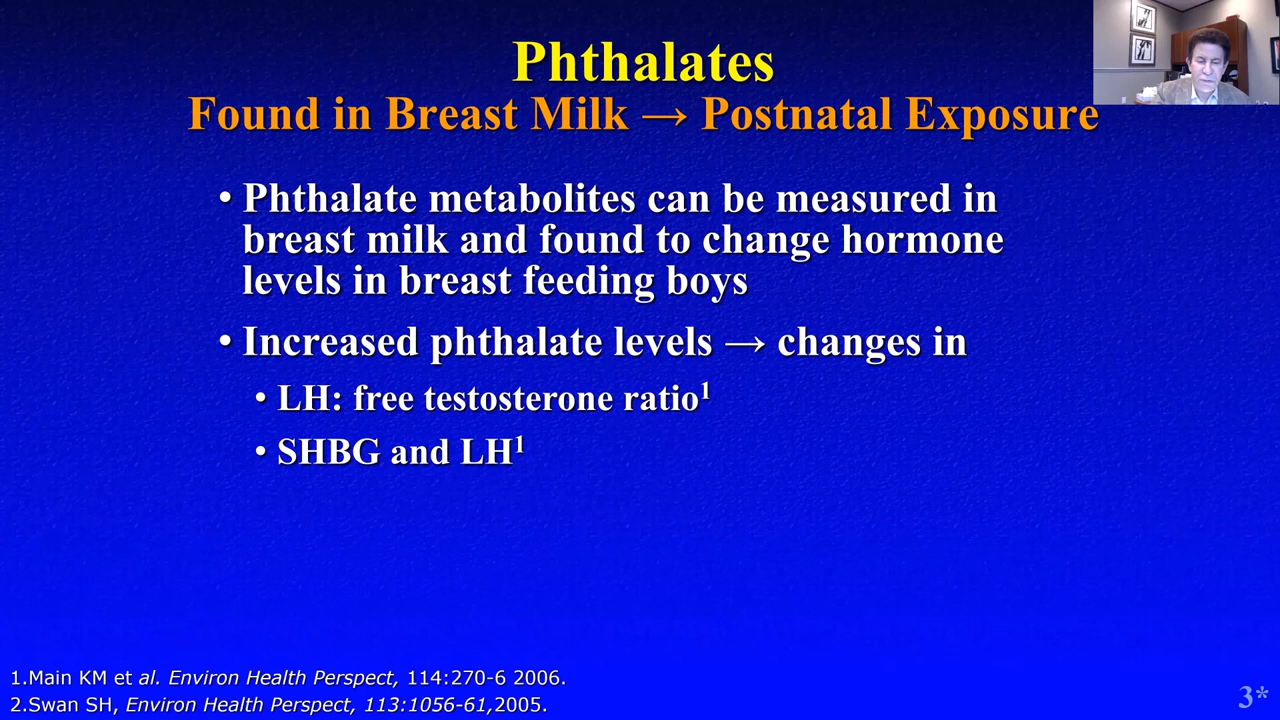 Phthalates
Found in Breast Milk → Postnatal Exposure
• Phthalate metabolites can be measured in
breast milk and found to change hormone
levels in breast feeding boys
• Increased phthalate levels → changes in
• LH: free testosterone ratio1
• SHBG and LH1
1.Main KM et al. Environ Health Perspect, 114:270-6 2006.
2.Swan SH, Environ Health Perspect, 113:1056-61,2005.
3*